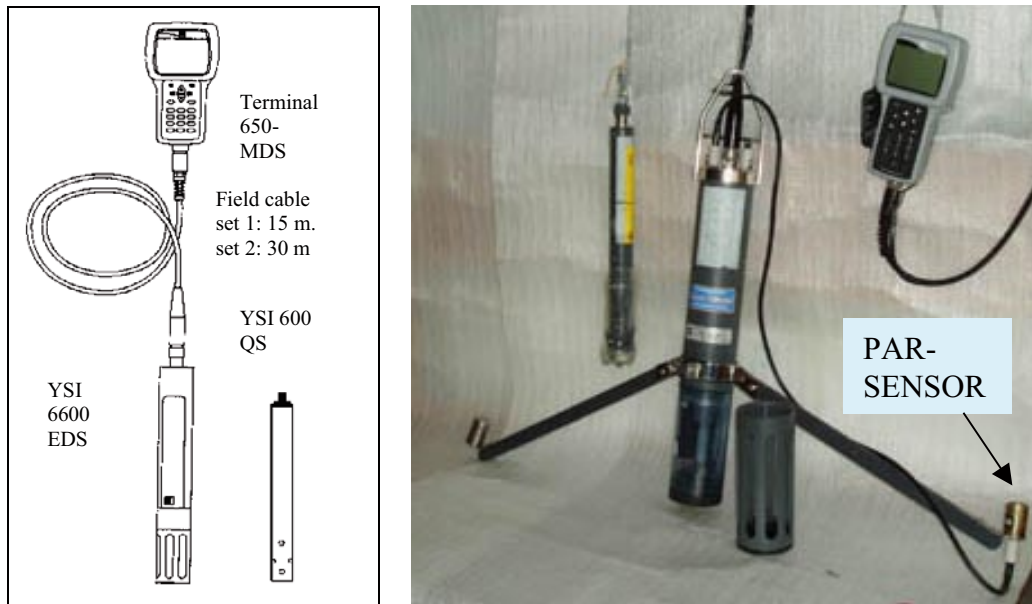 Terminal
650-
MDS
Field cable
set 1: 15 m.
set 2: 30 m
YSI 600
QS
YSI
6600
EDS
PAR-
SENSOR